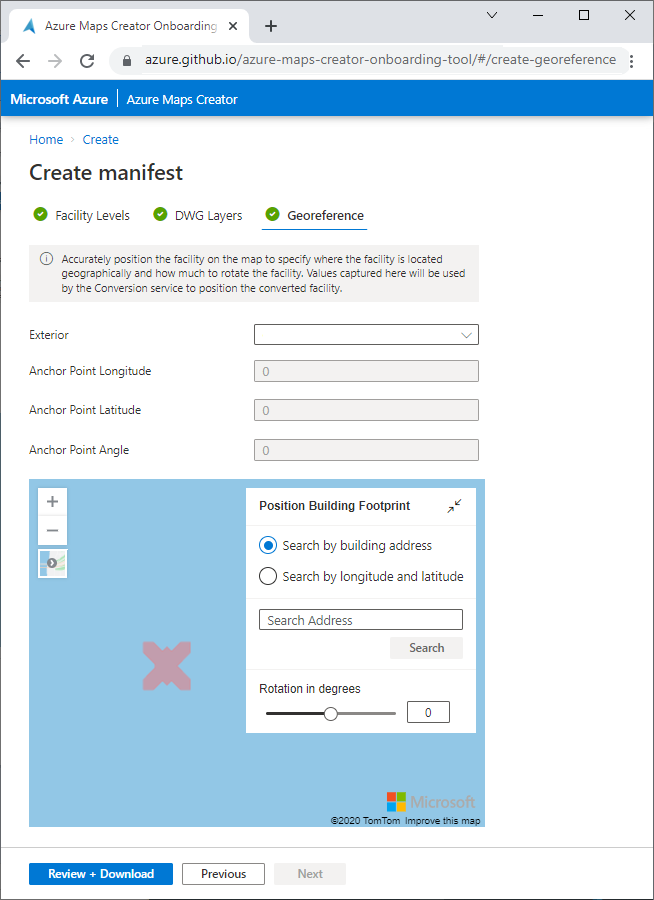 Azure Maps Creator Onboarding
azure.github.io/azure-maps-creator-onboarding-tool/#/create-georeference
Microsoft Azure Azure Maps Creator
Home Create
Create manifest
Facility Levels DWG Layers Georeference
Accurately position the facility on the map to specify where the facility is located
geographically and how much to rotate the facility. Values captured here will be used
by the Conversion service to position the converted facility.
Exterior
Anchor Point Longitude 0
Anchor Point Latitude 0
Anchor Point Angle 0
Position Building Footprint
Search by building address
Search by longitude and latitude
Search Address
Search
Rotation in degrees
0
Microsoft
©2020 TomTom Improve this map
Review + Download Previous Next